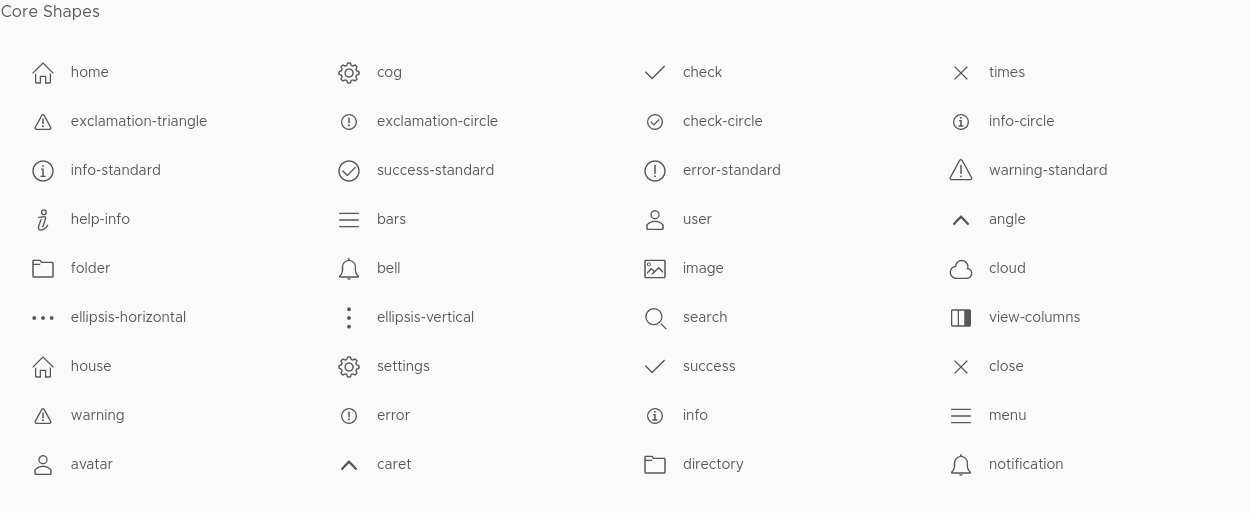 Core Shapes
home cog check times
exclamation-triangle exclamation-circle check-circle info-circle
info-standard success-standard error-standard warning-standard
help-info bars user angle
folder bell image cloud
ellipsis-horizontal ellipsis-vertical search view-columns
house settings success close
warning error info menu
avatar caret directory notification